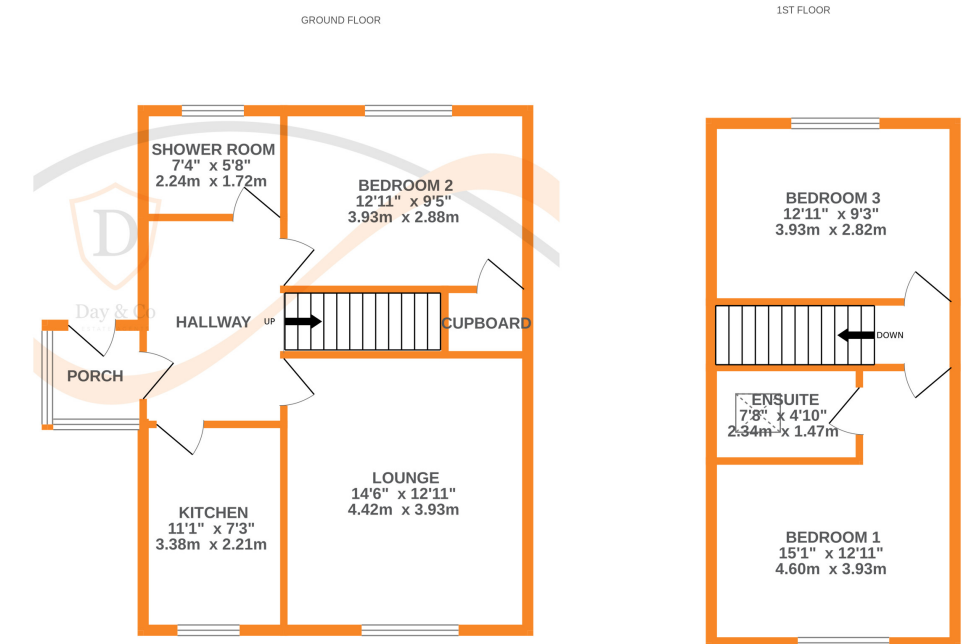 GROUND FLOOR
1ST FLOOR
SHOWER ROOM
7'4" x 5'8"
2.24m x 1.72m
BEDROOM 2
12'11" x 9'5"
3.93m x 2.88m
D
Day & Co
HALLWAY
UP
CUPBOARD
PORCH
LOUNGE
14'6" x 12'11"
4.42m x 3.93m
KITCHEN
11'1" x 7'3"
3.38m x 2.21m
BEDROOM 3
12'11" x 9'3"
3.93m x 2.82m
DOWN
ENSUITE
7'8" x 4'10"
2.34m x 1.47m
BEDROOM 1
15'1" x 12'11"
4.60m x 3.93m